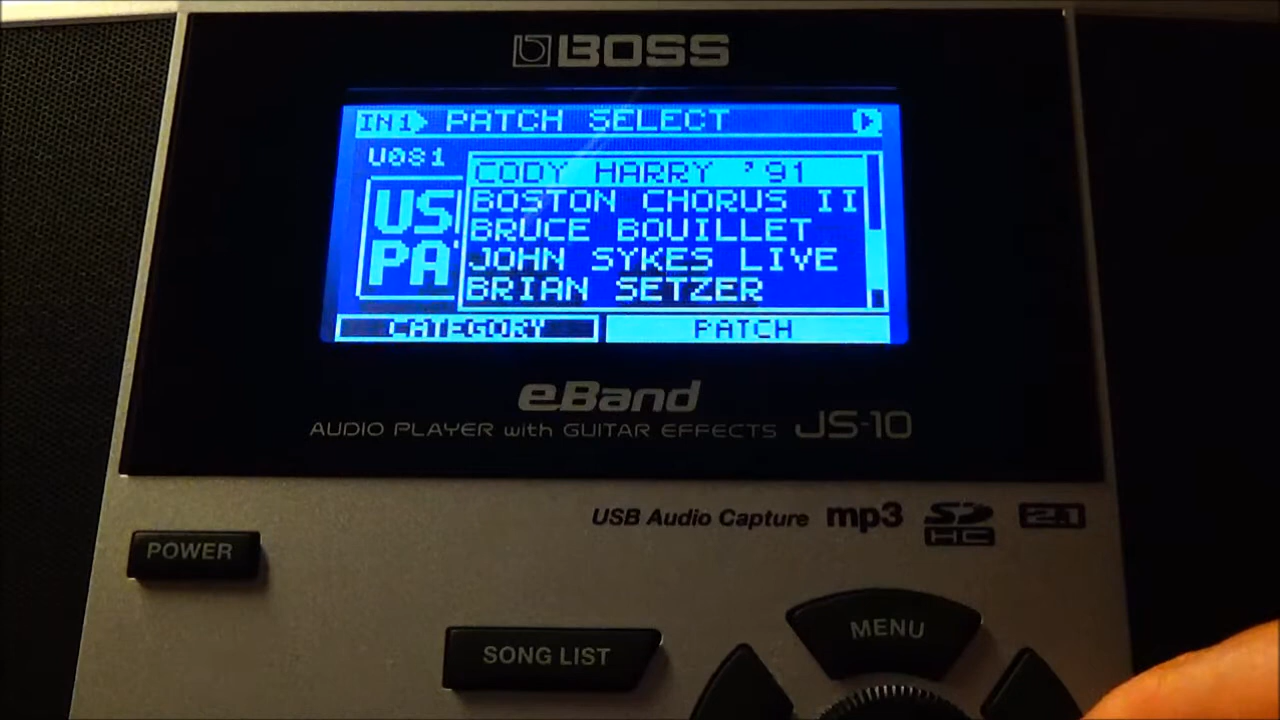 BOSS
IN1 PATCH SELECT
U081
CODY HARRY '91
BOSTON CHORUS II
BRUCE BOUILLET
JOHN SYKES LIVE
BRIAN SETZER
US
PA
CATEGORY PATCH
eBand
AUDIO PLAYER with GUITAR EFFECTS JS-10
USB Audio Capture mp3 SD HC 2.1
POWER
MENU
SONG LIST